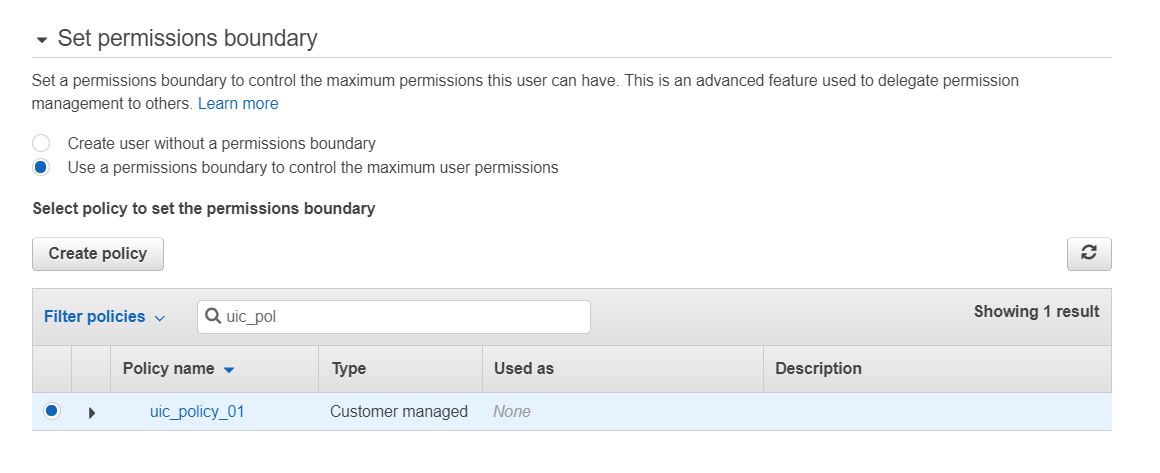 Set permissions boundary
Set a permissions boundary to control the maximum permissions this user can have. This is an advanced feature used to delegate permission
management to others. Learn more
Create user without a permissions boundary
Use a permissions boundary to control the maximum user permissions
Select policy to set the permissions boundary
Create policy
Filter policies uic_pol Showing 1 result
Policy name Type Used as Description
uic_policy_01 Customer managed None